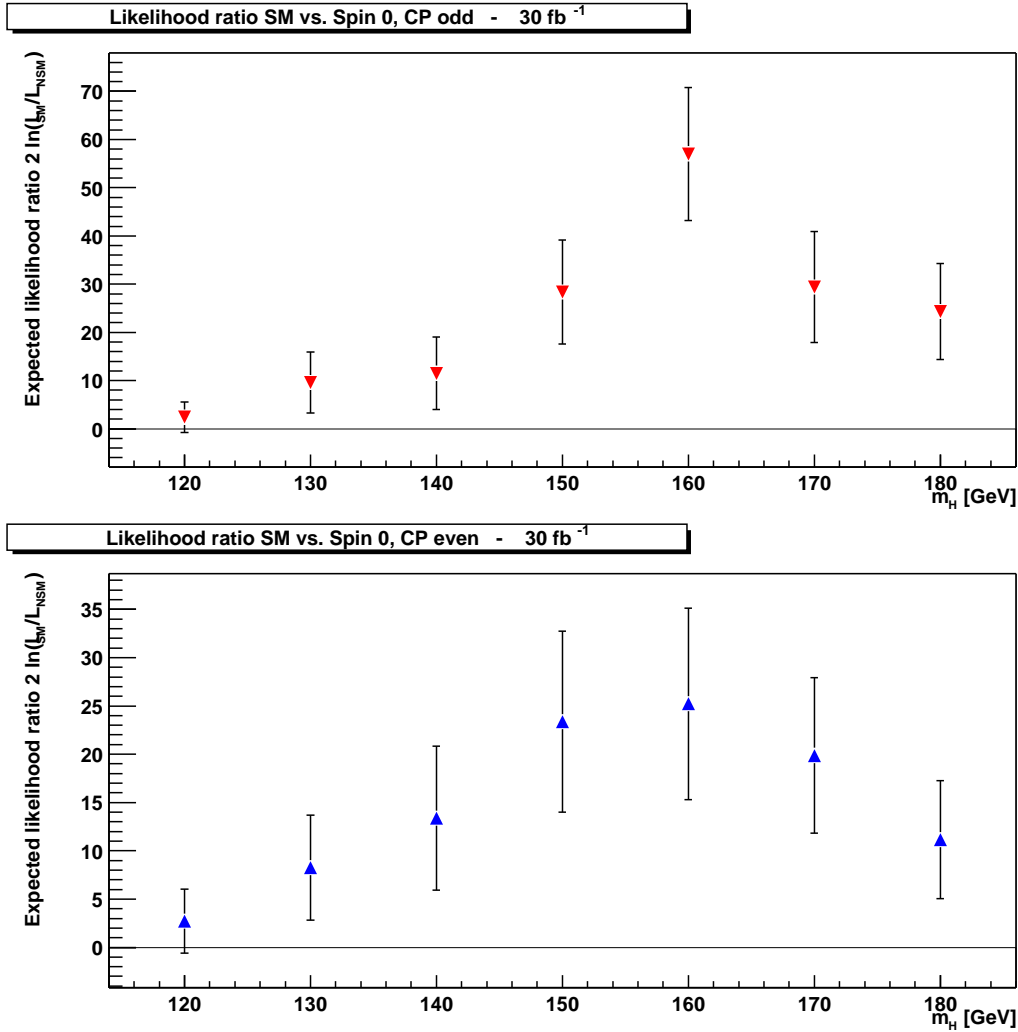 Likelihood ratio SM vs. Spin 0, CP odd - 30 fb -1
Expected likelihood ratio 2 ln(LSM/LNSM)
70
60
50
40
30
20
10
0
120 130 140 150 160 170 180
mH [GeV]
Likelihood ratio SM vs. Spin 0, CP even - 30 fb -1
Expected likelihood ratio 2 ln(LSM/LNSM)
35
30
25
20
15
10
5
0
120 130 140 150 160 170 180
mH [GeV]